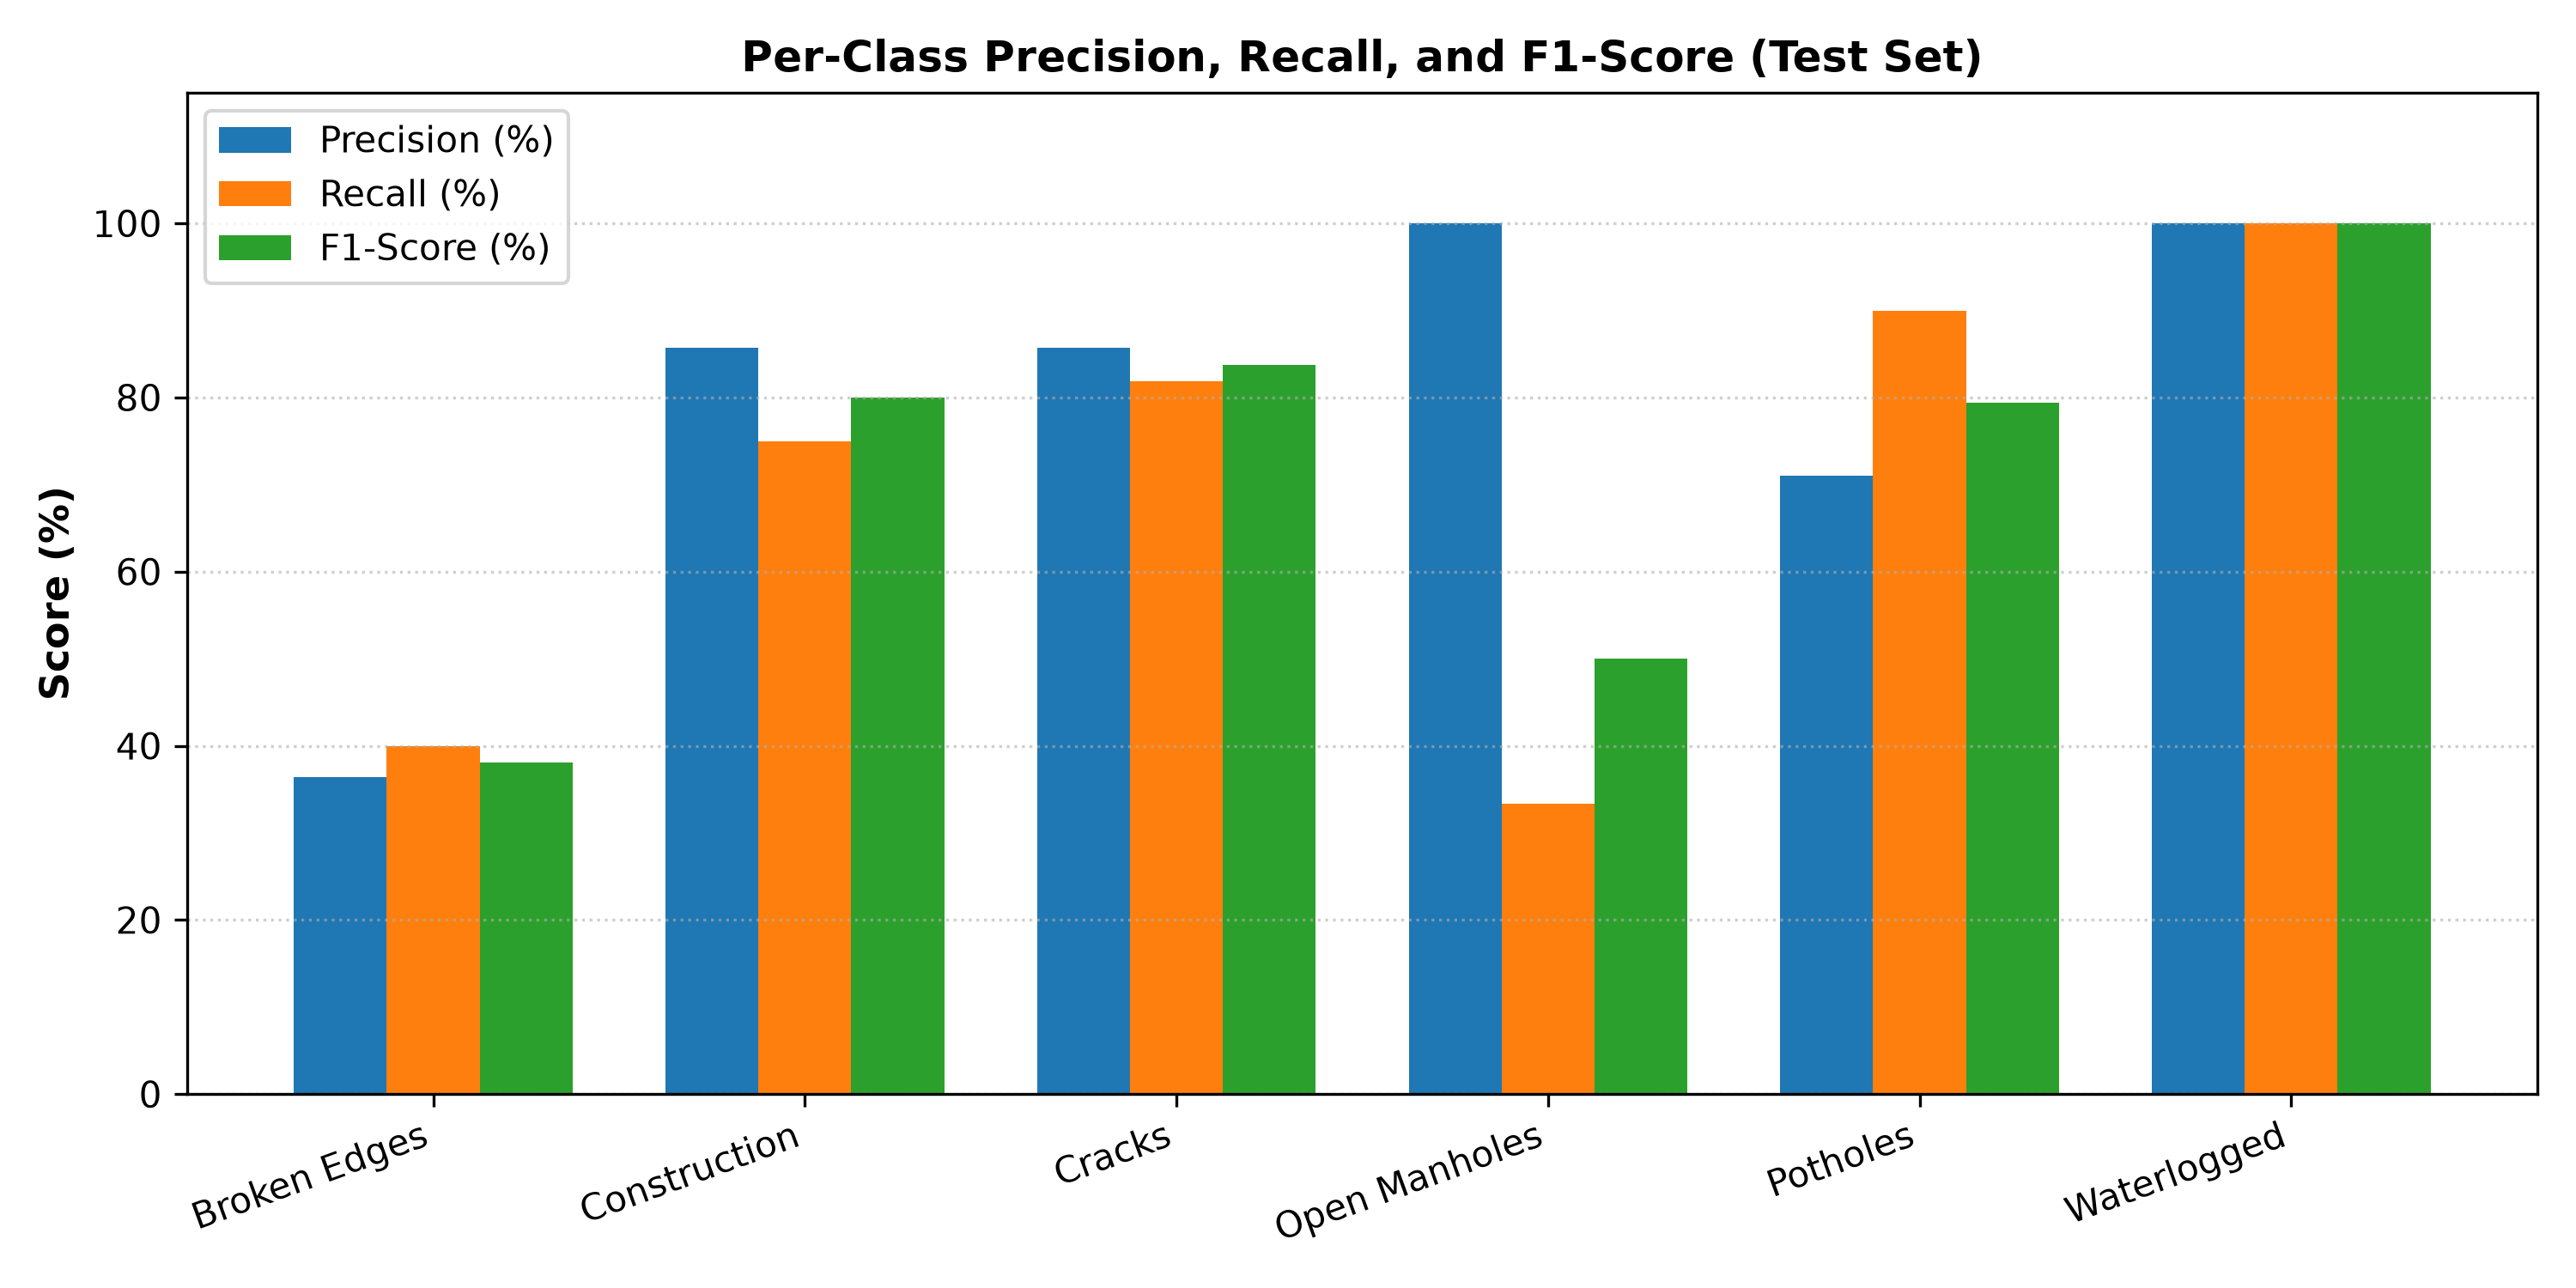 Per-Class Precision, Recall, and F1-Score (Test Set)
Precision (%)
Recall (%)
F1-Score (%)
Score (%)
100
80
60
40
20
0
Broken Edges
Construction
Cracks
Open Manholes
Potholes
Waterlogged